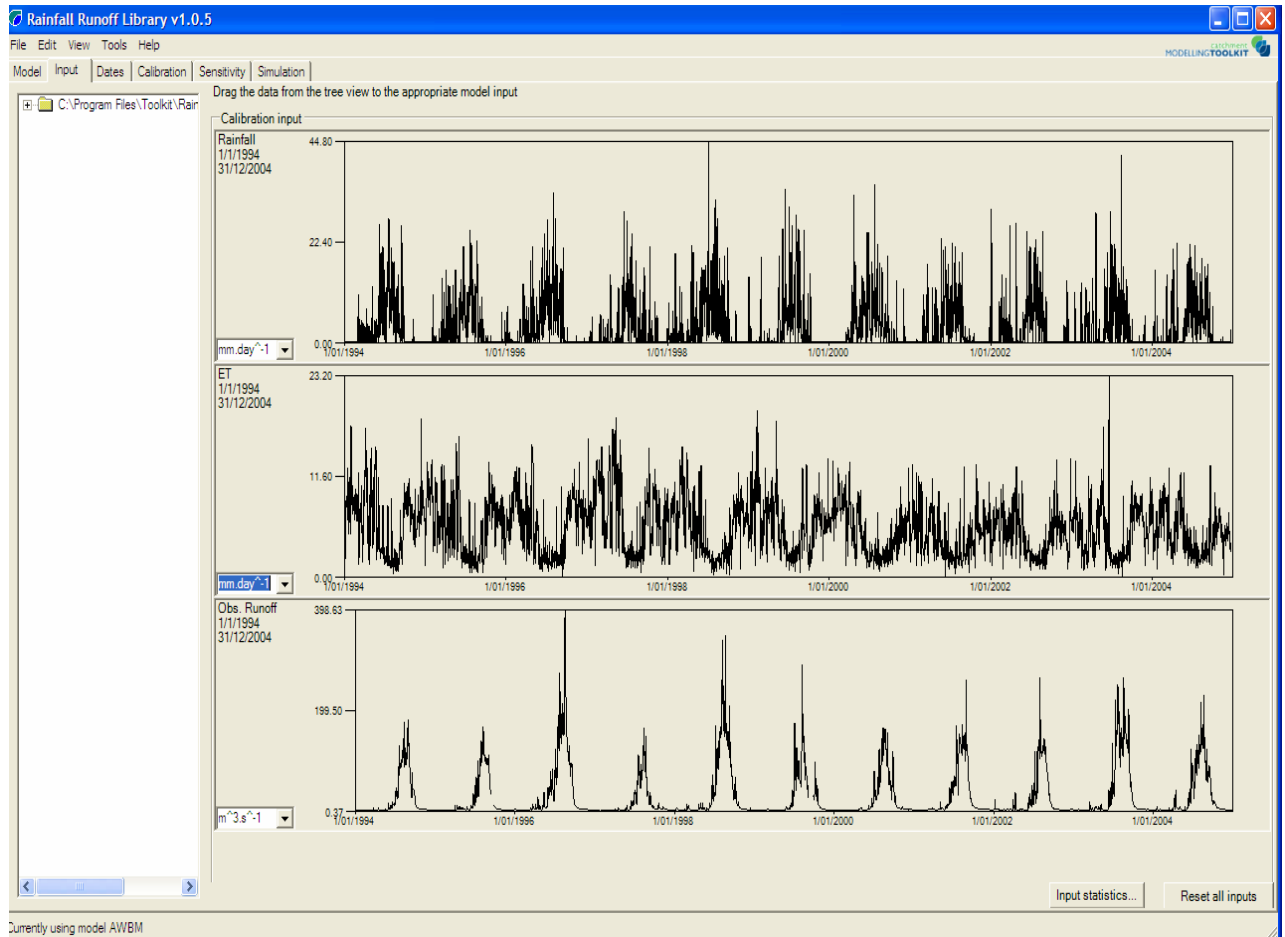 Rainfall Runoff Library v1.0.5
File Edit View Tools Help
catchment
MODELLINGTOOLKIT
Model Input Dates Calibration Sensitivity Simulation
Drag the data from the tree view to the appropriate model input
C:\Program Files\Toolkit\Rain
Calibration input
Rainfall
1/1/1994
31/12/2004
44.80
22.40
0.00
mm.day^-1
1/01/1994 1/01/1996 1/01/1998 1/01/2000 1/01/2002 1/01/2004
ET
1/1/1994
31/12/2004
23.20
11.60
0.00
mm.day^-1
1/01/1994 1/01/1996 1/01/1998 1/01/2000 1/01/2002 1/01/2004
Obs. Runoff
1/1/1994
31/12/2004
398.63
199.50
0.37
m^3.s^-1
1/01/1994 1/01/1996 1/01/1998 1/01/2000 1/01/2002 1/01/2004
Input statistics... Reset all inputs
Currently using model AWBM